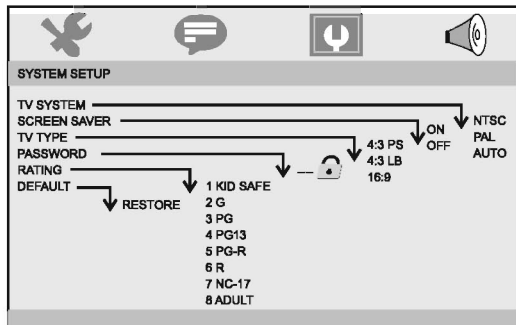 SYSTEM SETUP
TV SYSTEM
SCREEN SAVER
TV TYPE
PASSWORD
RATING
DEFAULT
RESTORE
1 KID SAFE
2 G
3 PG
4 PG13
5 PG-R
6 R
7 NC-17
8 ADULT
--
4:3 PS
4:3 LB
16:9
ON
OFF
NTSC
PAL
AUTO